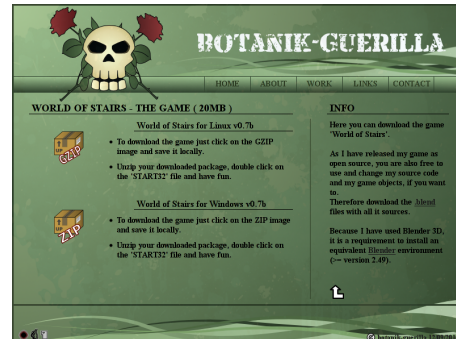 BOTANIK-GUERILLA
HOME ABOUT WORK LINKS CONTACT
WORLD OF STAIRS - THE GAME ( 20MB )
World of Stairs for Linux v0.7b
UP
GZIP
• To download the game just click on the GZIP
image and save it locally.
• Unzip your downloaded package, double click on
the 'START32' file and have fun.
World of Stairs for Windows v0.7b
UP
ZIP
• To download the game just click on the ZIP image
and save it locally.
• Unzip your downloaded package, double click on
the 'START32' file and have fun.
INFO
Here you can download the game
'World of Stairs'.
As I have released my game as
open source, you are also free to
use and change my source code
and my game objects, if you want
to.
Therefore download the .blend
files with all it sources.
Because I have used Blender 3D,
it is a requirement to install an
equivalent Blender environment
(>= version 2.49).
botanik-guerilla